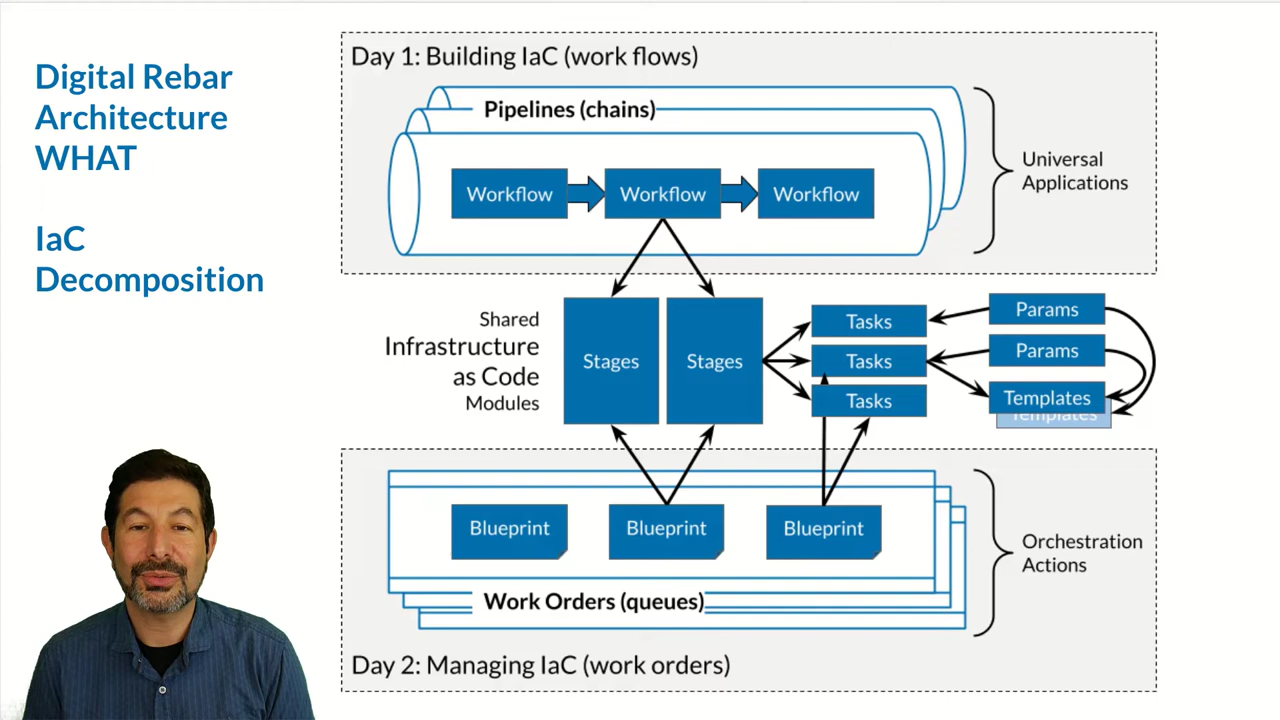 Digital Rebar
Architecture
WHAT
IaC
Decomposition
Day 1: Building IaC (work flows)
Pipelines (chains)
Workflow
Workflow
Workflow
Universal
Applications
Shared
Infrastructure
as Code
Modules
Stages
Stages
Tasks
Tasks
Tasks
Params
Params
Templates
Templates
Blueprint
Blueprint
Blueprint
Work Orders (queues)
Orchestration
Actions
Day 2: Managing IaC (work orders)